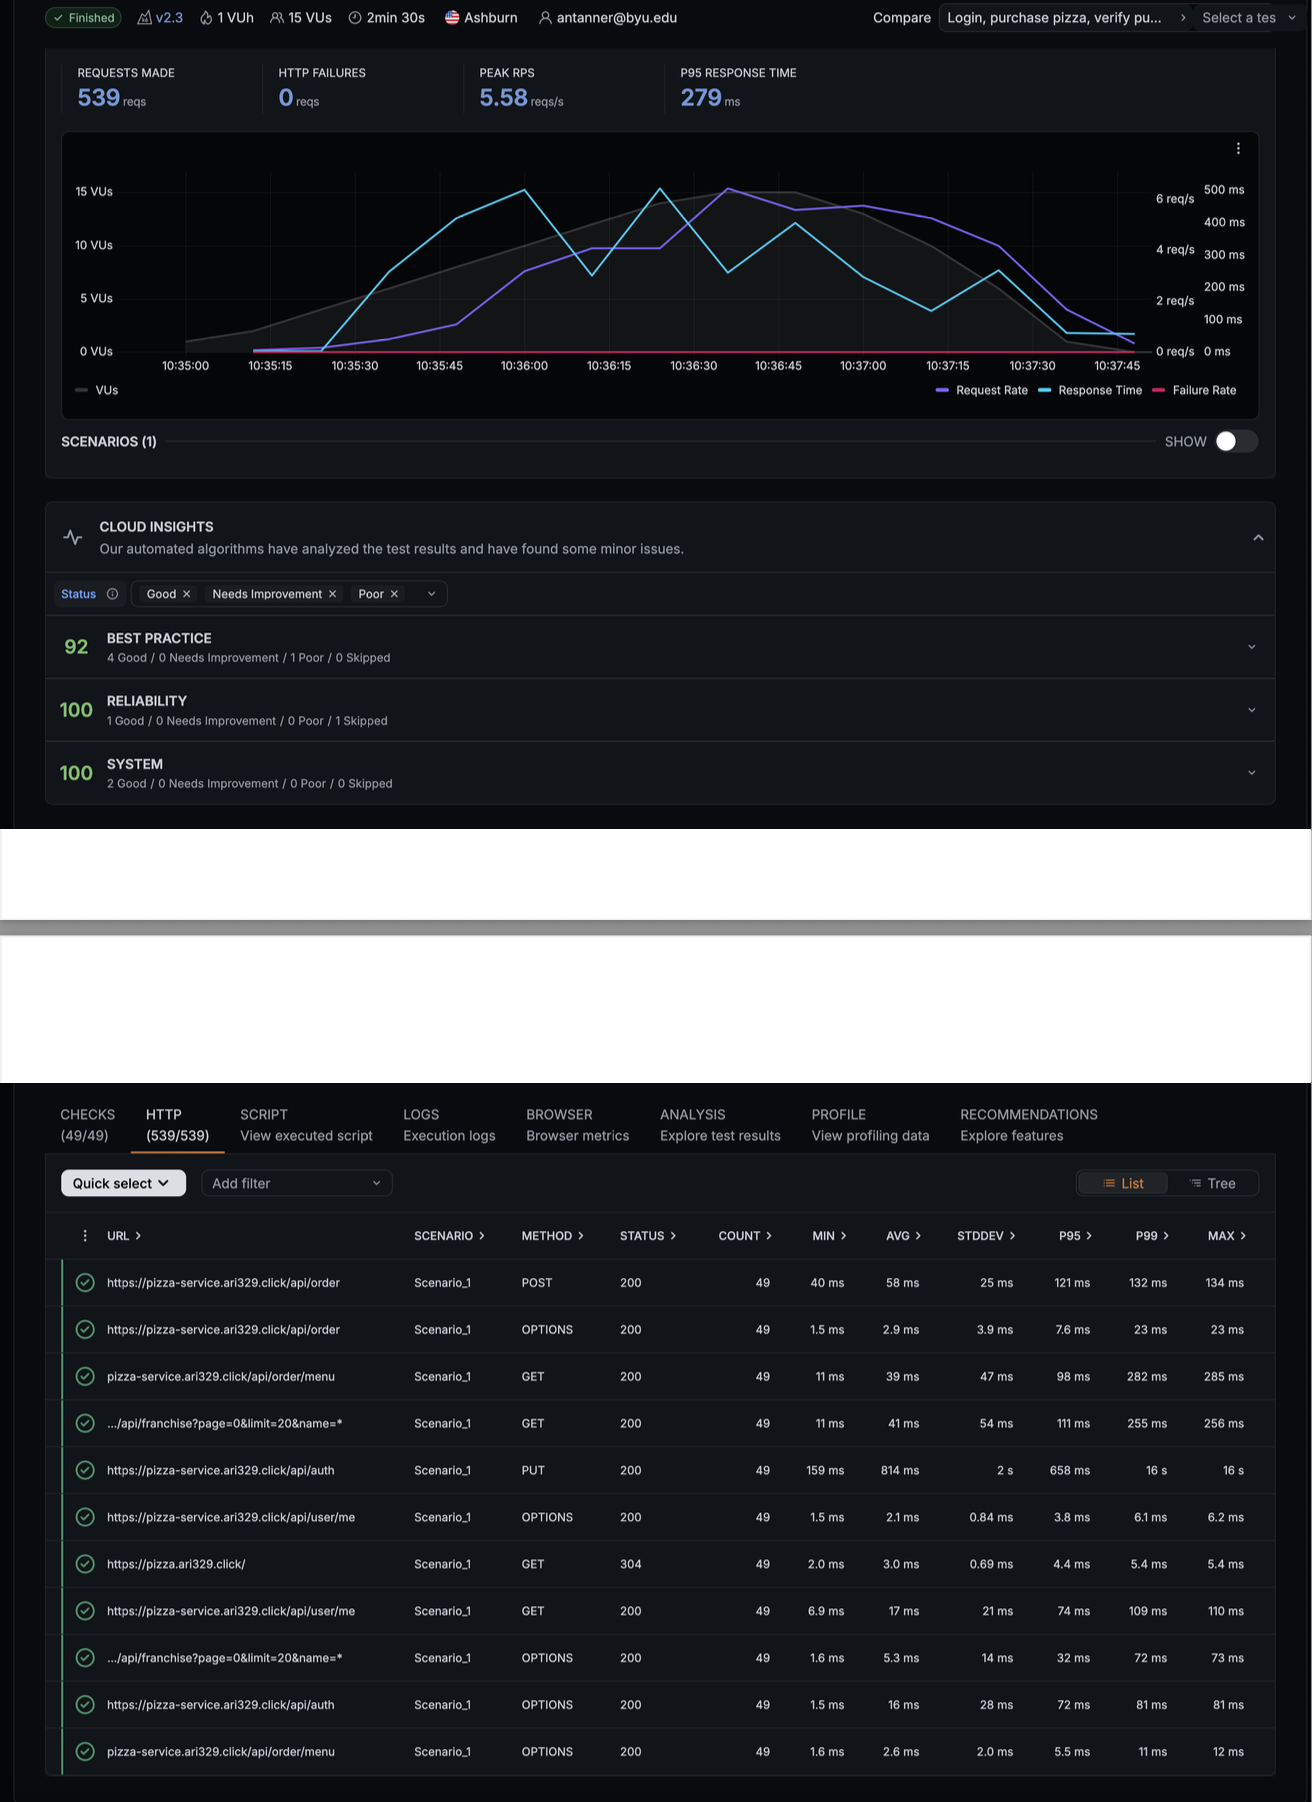 Finished v2.3 1 VUh 15 VUs 2min 30s Ashburn antanner@byu.edu Compare Login, purchase pizza, verify pu... Select a tes
REQUESTS MADE HTTP FAILURES PEAK RPS P95 RESPONSE TIME
539 reqs 0 reqs 5.58 reqs/s 279 ms
15 VUs 6 req/s 500 ms
400 ms
10 VUs 4 req/s 300 ms
5 VUs 2 req/s 200 ms
100 ms
0 VUs 0 req/s 0 ms
10:35:00 10:35:15 10:35:30 10:35:45 10:36:00 10:36:15 10:36:30 10:36:45 10:37:00 10:37:15 10:37:30 10:37:45
VUs Request Rate Response Time Failure Rate
SCENARIOS (1) SHOW
CLOUD INSIGHTS
Our automated algorithms have analyzed the test results and have found some minor issues.
Status Good Needs Improvement Poor
92 BEST PRACTICE
4 Good / 0 Needs Improvement / 1 Poor / 0 Skipped
100 RELIABILITY
1 Good / 0 Needs Improvement / 0 Poor / 1 Skipped
100 SYSTEM
2 Good / 0 Needs Improvement / 0 Poor / 0 Skipped
CHECKS HTTP SCRIPT LOGS BROWSER ANALYSIS PROFILE RECOMMENDATIONS
(49/49) (539/539) View executed script Execution logs Browser metrics Explore test results View profiling data Explore features
Quick select Add filter List Tree
URL SCENARIO METHOD STATUS COUNT MIN AVG STDDEV P95 P99 MAX
https://pizza-service.ari329.click/api/order Scenario_1 POST 200 49 40 ms 58 ms 25 ms 121 ms 132 ms 134 ms
https://pizza-service.ari329.click/api/order Scenario_1 OPTIONS 200 49 1.5 ms 2.9 ms 3.9 ms 7.6 ms 23 ms 23 ms
pizza-service.ari329.click/api/order/menu Scenario_1 GET 200 49 11 ms 39 ms 47 ms 98 ms 282 ms 285 ms
.../api/franchise?page=0&limit=20&name=* Scenario_1 GET 200 49 11 ms 41 ms 54 ms 111 ms 255 ms 256 ms
https://pizza-service.ari329.click/api/auth Scenario_1 PUT 200 49 159 ms 814 ms 2 s 658 ms 16 s 16 s
https://pizza-service.ari329.click/api/user/me Scenario_1 OPTIONS 200 49 1.5 ms 2.1 ms 0.84 ms 3.8 ms 6.1 ms 6.2 ms
https://pizza.ari329.click/ Scenario_1 GET 304 49 2.0 ms 3.0 ms 0.69 ms 4.4 ms 5.4 ms 5.4 ms
https://pizza-service.ari329.click/api/user/me Scenario_1 GET 200 49 6.9 ms 17 ms 21 ms 74 ms 109 ms 110 ms
.../api/franchise?page=0&limit=20&name=* Scenario_1 OPTIONS 200 49 1.6 ms 5.3 ms 14 ms 32 ms 72 ms 73 ms
https://pizza-service.ari329.click/api/auth Scenario_1 OPTIONS 200 49 1.5 ms 16 ms 28 ms 72 ms 81 ms 81 ms
pizza-service.ari329.click/api/order/menu Scenario_1 OPTIONS 200 49 1.6 ms 2.6 ms 2.0 ms 5.5 ms 11 ms 12 ms